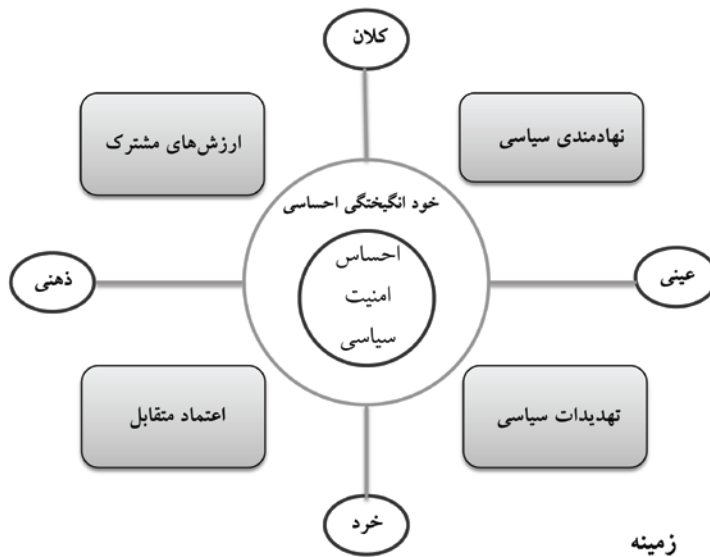 کلان
نهادمندی سیاسی
ارزش‌های مشترک
خود انگیختگی احساسی
احساس
امنیت
سیاسی
عینی
ذهنی
تهدیدات سیاسی
اعتماد متقابل
خرد
زمینه